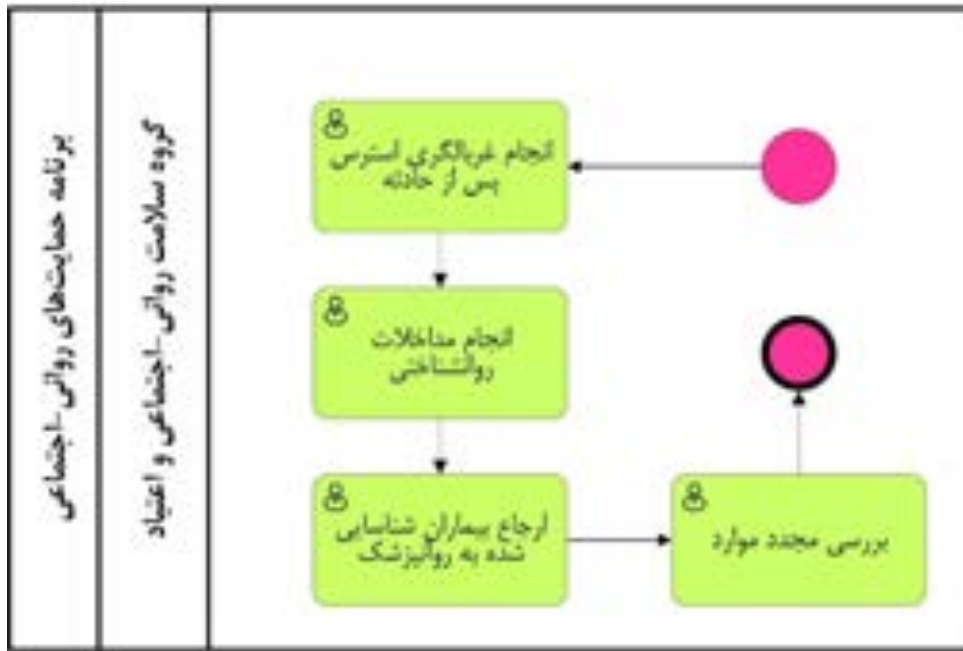 برنامه حمایت‌های روانی-اجتماعی
گروه سلامت روانی-اجتماعی و اعتیاد
انجام غربالگری استرس
پس از حادثه
انجام مداخلات
روانشناختی
ارجاع بیماران شناسایی
شده به روانپزشک
بررسی مجدد موارد